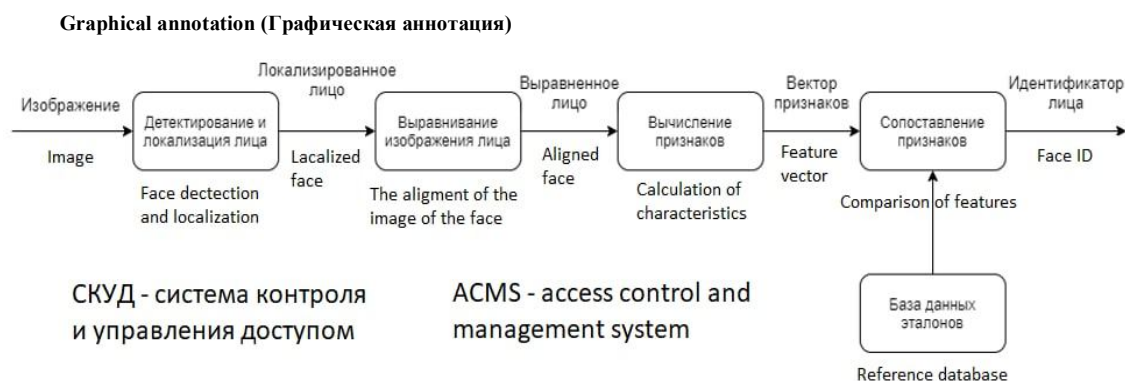 Graphical annotation (Графическая аннотация)
Изображение
Image
Детектирование и
локализация лица
Face dectection
and localization
Локализированное
лицо
Lacalized
face
Выравнивание
изображения лица
The aligment of the
image of the face
Выравненное
лицо
Aligned
face
Вычисление
признаков
Calculation of
characteristics
Вектор
признаков
Feature
vector
Сопоставление
признаков
Comparison of features
Идентификатор
лица
Face ID
База данных
эталонов
Reference database
СКУД - система контроля
и управления доступом
ACMS - access control and
management system